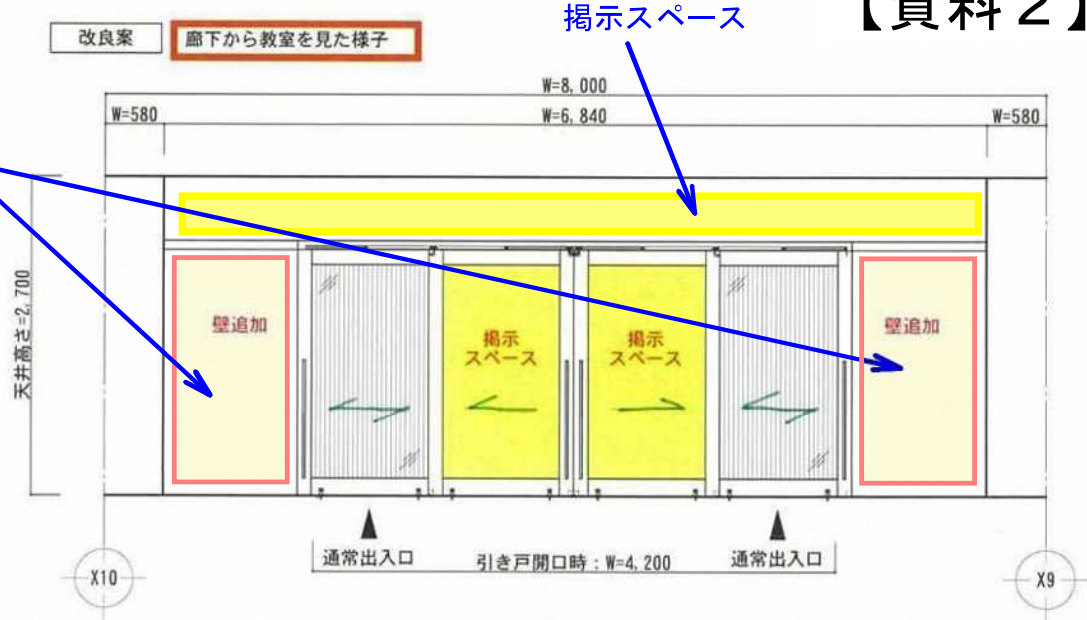 掲示スペース
【資料2】
改良案
廊下から教室を見た様子
W=8,000
W=580
W=6,840
W=580
天井高さ=2,700
壁追加
掲示
スペース
掲示
スペース
壁追加
通常出入口
引き戸開口時:W=4,200
通常出入口
X10
X9